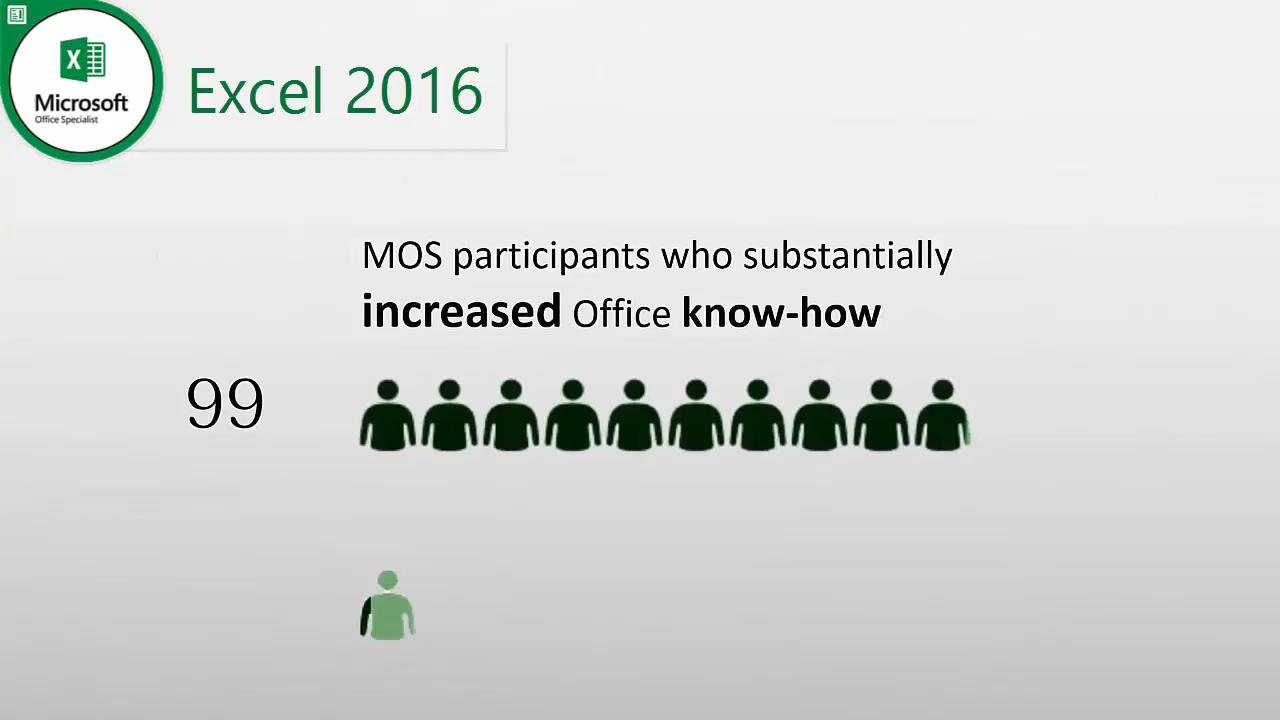 Microsoft
Office Specialist
Excel 2016
MOS participants who substantially
increased Office know-how
99